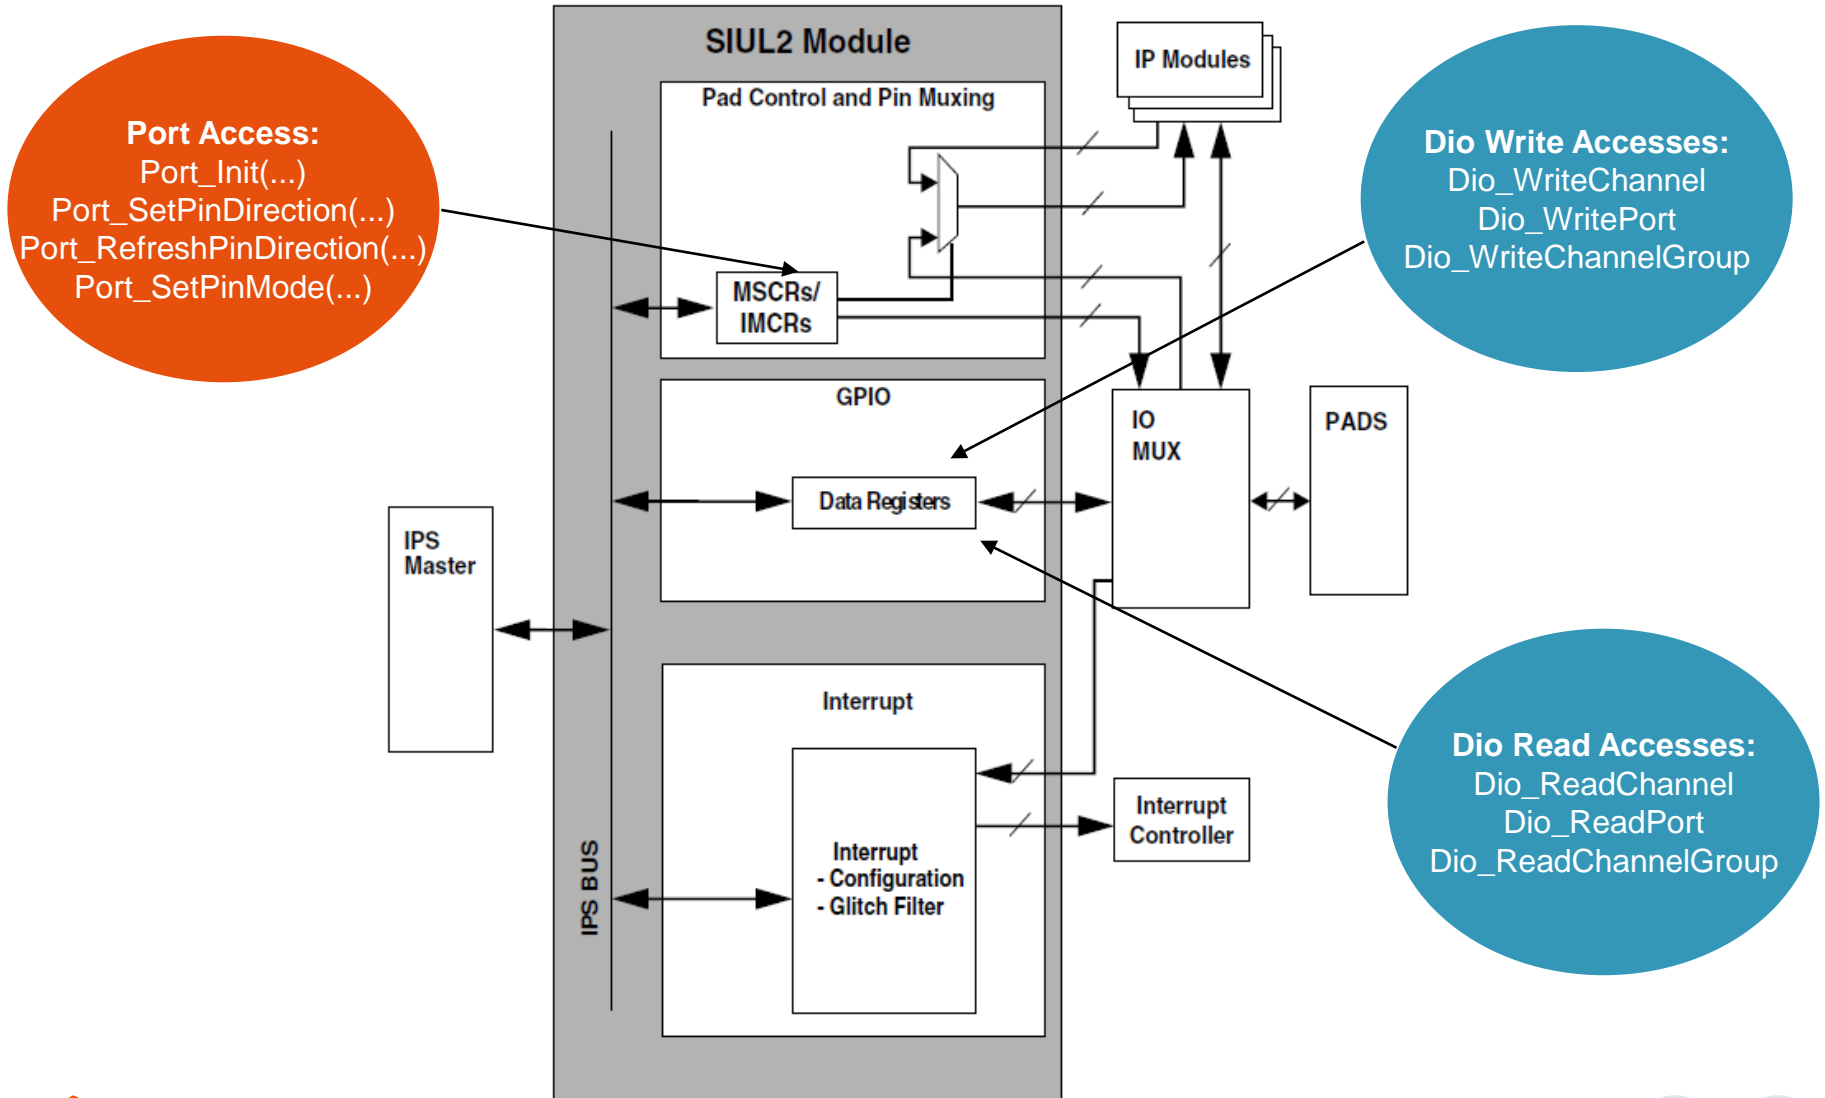 SIUL2 Module
Pad Control and Pin Muxing
IP Modules
Port Access:
Port_Init(...)
Port_SetPinDirection(...)
Port_RefreshPinDirection(...)
Port_SetPinMode(...)
Dio Write Accesses:
Dio_WriteChannel
Dio_WritePort
Dio_WriteChannelGroup
MSCRs/
IMCRs
GPIO
IO
MUX
PADS
Data Registers
IPS
Master
Interrupt
Dio Read Accesses:
Dio_ReadChannel
Dio_ReadPort
Dio_ReadChannelGroup
Interrupt
Controller
Interrupt
- Configuration
- Glitch Filter
IPS BUS